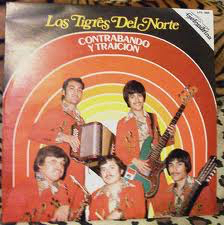 Los Tigres Del Norte
CONTRABANDO
Y TRAICION